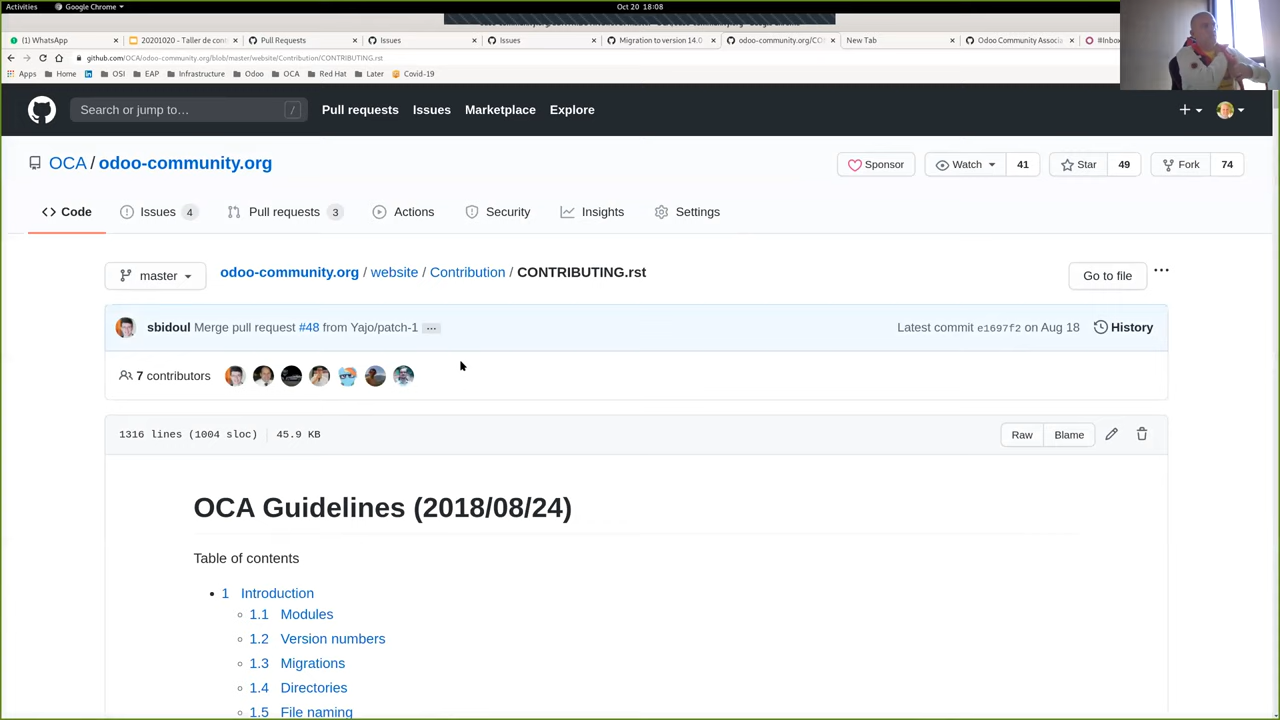 Activities
Google Chrome
Oct 20 18:08
(1) WhatsApp
20201020 - Taller de cont
Pull Requests
Issues
Issues
Migration to version 14.0
odoo-community.org/CO
New Tab
Odoo Community Associa
#Inbox
github.com/OCA/odoo-community.org/blob/master/website/Contribution/CONTRIBUTING.rst
Apps
Home
OSI
EAP
Infrastructure
Odoo
OCA
Red Hat
Later
Covid-19
Search or jump to…
/
Pull requests
Issues
Marketplace
Explore
OCA / odoo-community.org
Sponsor
Watch
41
Star
49
Fork
74
Code
Issues 4
Pull requests 3
Actions
Security
Insights
Settings
master
odoo-community.org / website / Contribution / CONTRIBUTING.rst
Go to file
sbidoul Merge pull request #48 from Yajo/patch-1 …
Latest commit e1697f2 on Aug 18
History
7 contributors
1316 lines (1004 sloc)
45.9 KB
Raw
Blame
OCA Guidelines (2018/08/24)
Table of contents
1 Introduction
1.1 Modules
1.2 Version numbers
1.3 Migrations
1.4 Directories
1.5 File naming